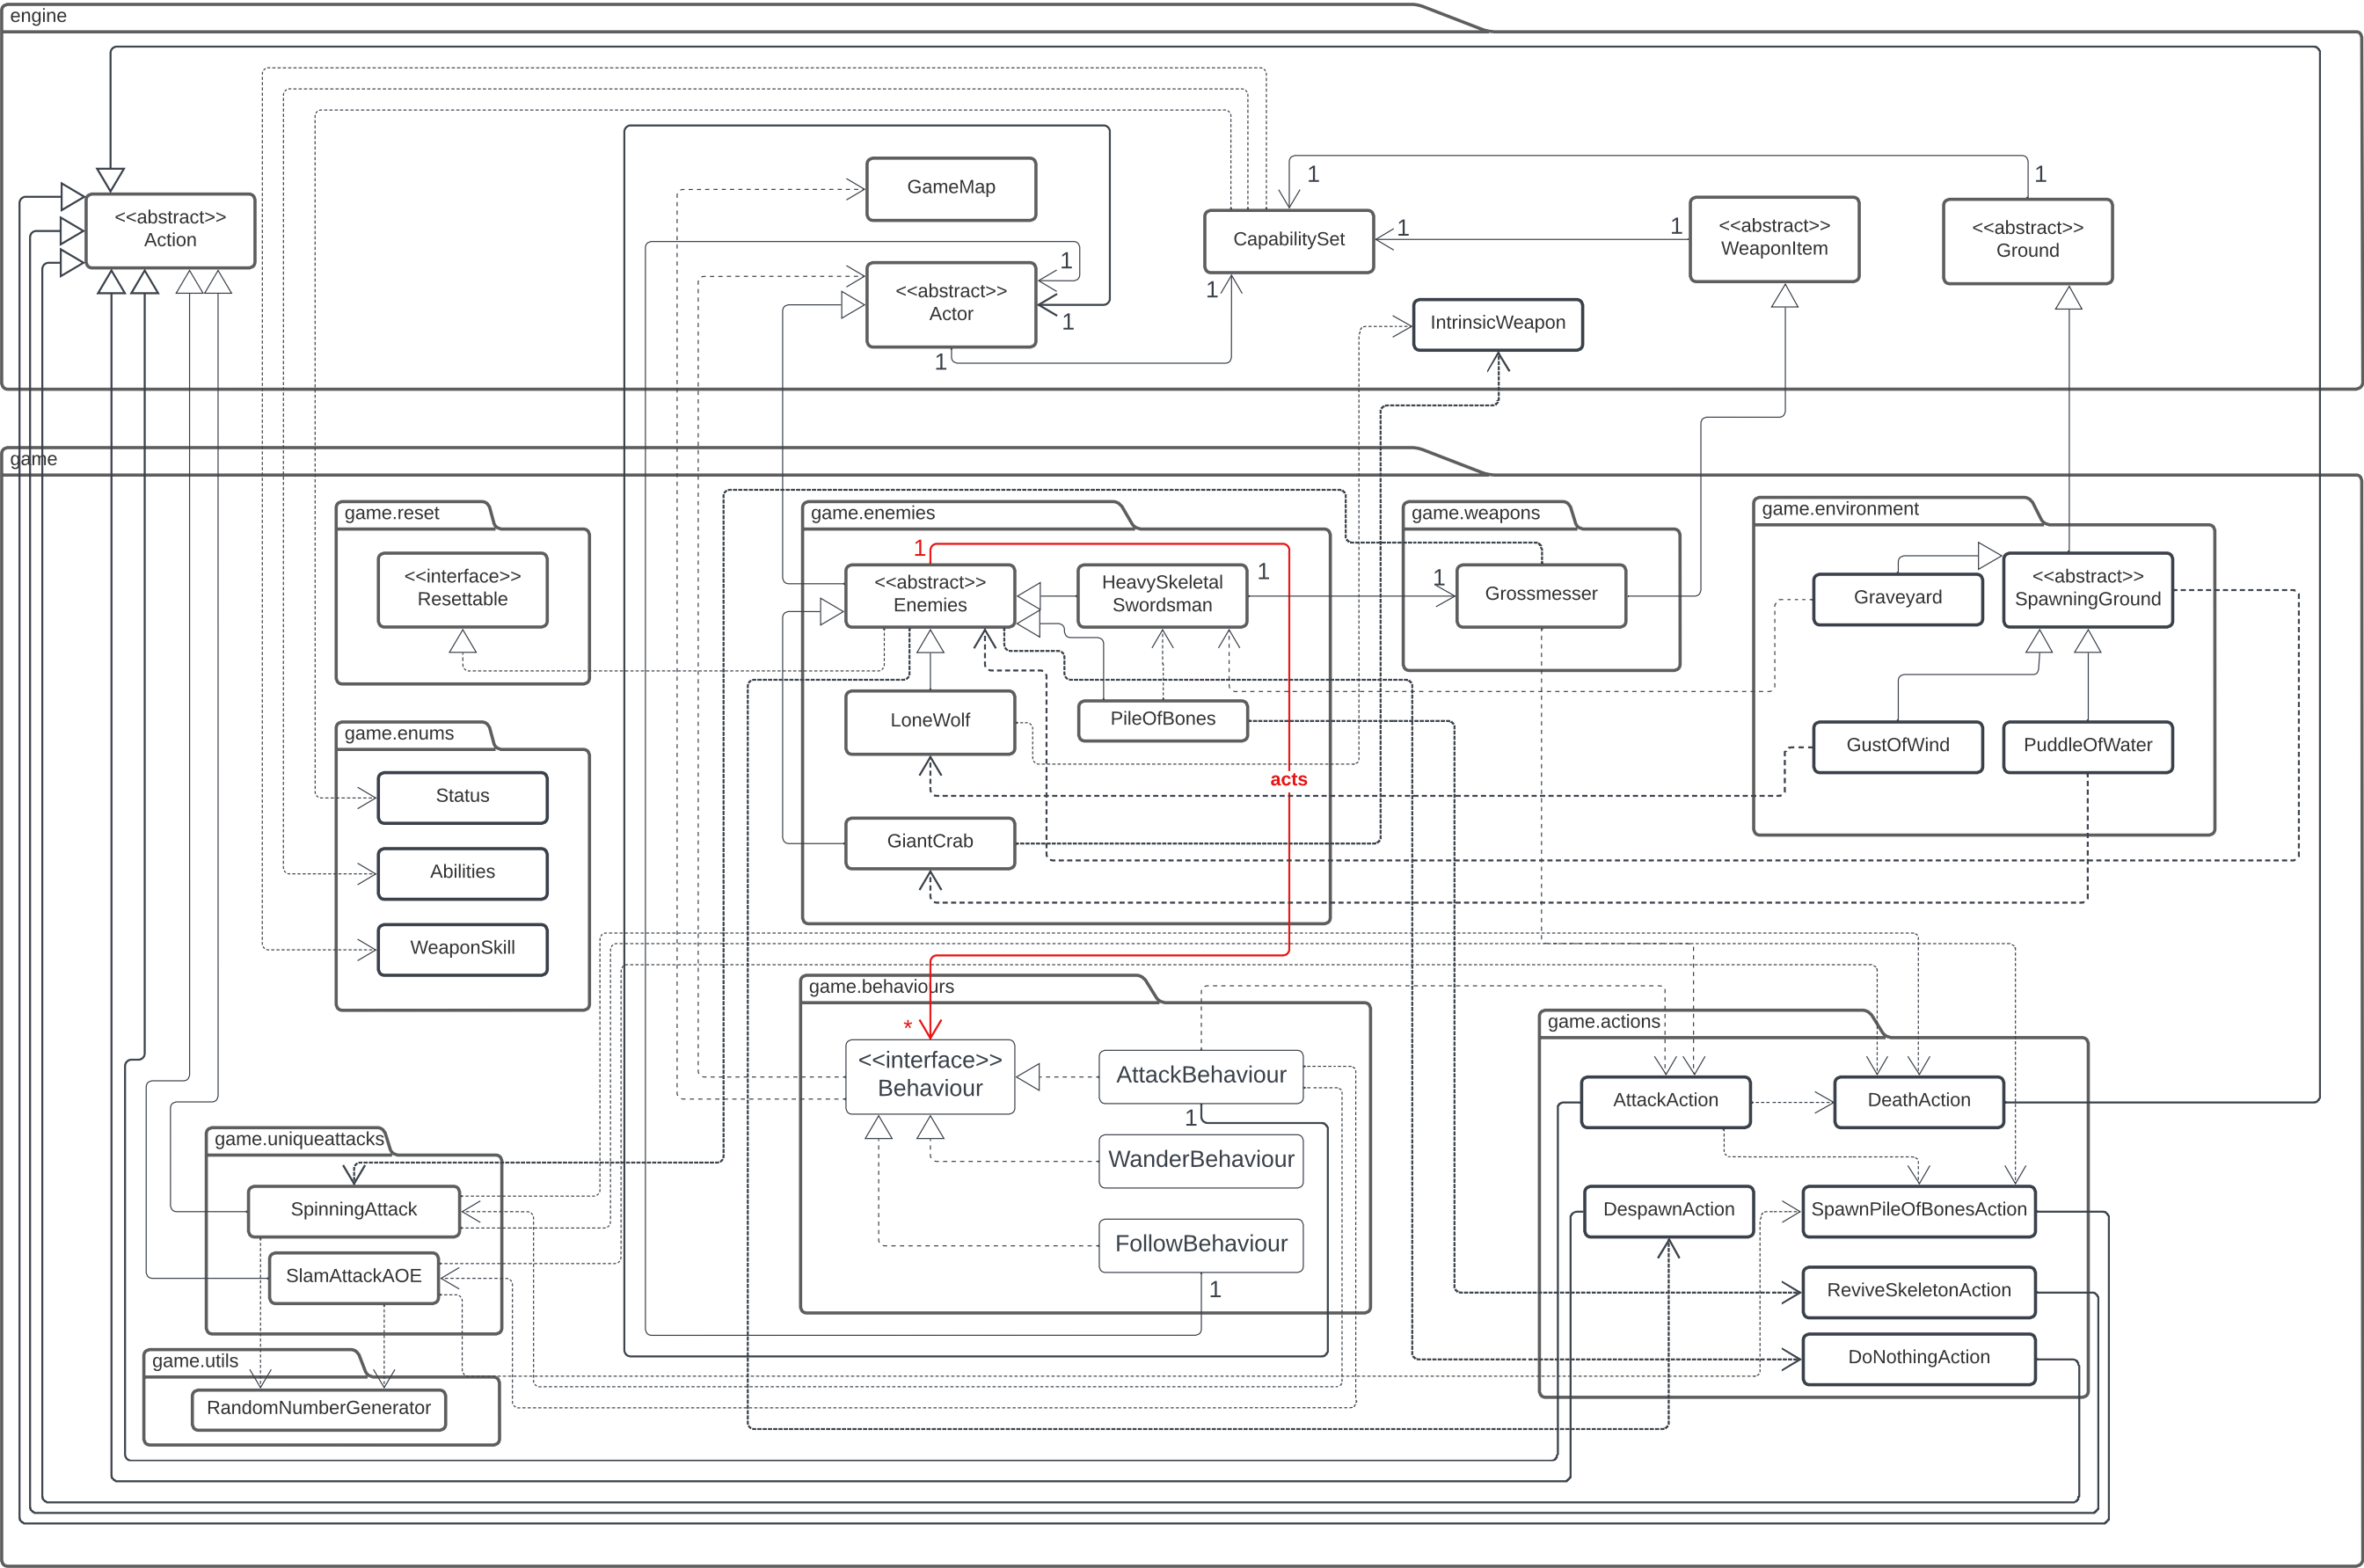 engine
<<abstract>>
Action
GameMap
<<abstract>>
Actor
1
1
1
CapabilitySet
1
1
1
1
1
<<abstract>>
WeaponItem
<<abstract>>
Ground
IntrinsicWeapon
game
game.reset
<<interface>>
Resettable
game.enums
Status
Abilities
WeaponSkill
game.enemies
1
<<abstract>>
Enemies
HeavySkeletal
Swordsman
1
LoneWolf
PileOfBones
acts
GiantCrab
game.weapons
1
Grossmesser
game.environment
Graveyard
<<abstract>>
SpawningGround
GustOfWind
PuddleOfWater
game.behaviours
*
<<interface>>
Behaviour
AttackBehaviour
1
WanderBehaviour
FollowBehaviour
1
game.actions
AttackAction
DeathAction
DespawnAction
SpawnPileOfBonesAction
ReviveSkeletonAction
DoNothingAction
game.uniqueattacks
SpinningAttack
SlamAttackAOE
game.utils
RandomNumberGenerator